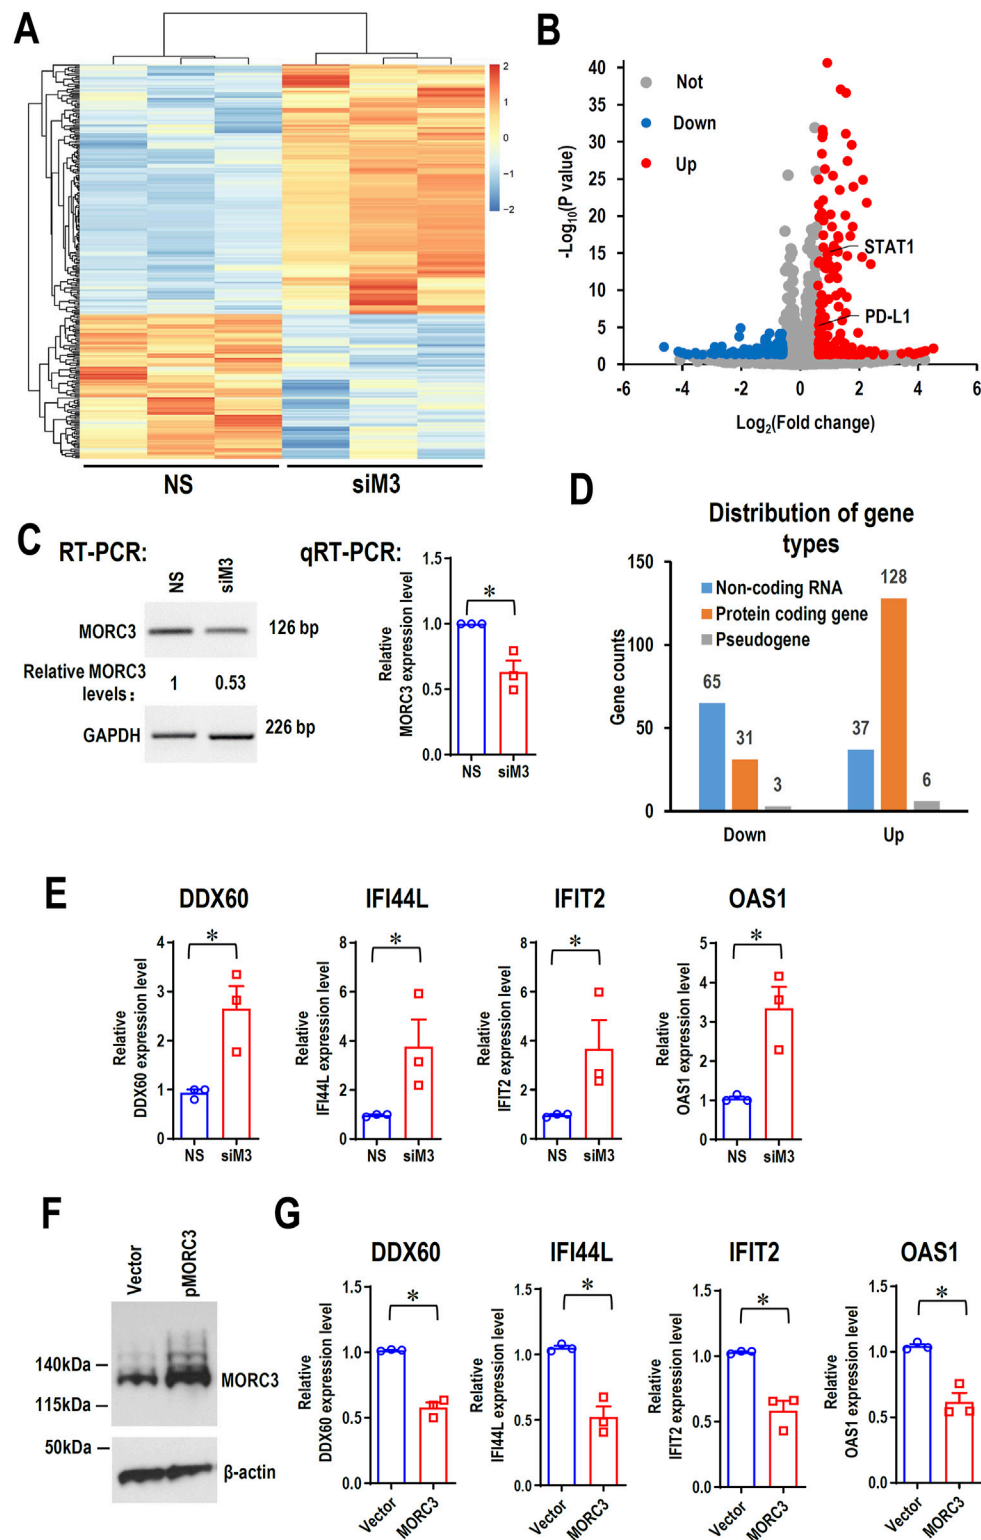 A
2
1
0
−1
−2
NS
siM3
B
40
35
30
25
20
15
10
5
0
-Log10(P value)
Not
Down
Up
STAT1
PD-L1
-6
-4
-2
0
2
4
6
Log2(Fold change)
C
RT-PCR:
NS
siM3
MORC3
126 bp
Relative MORC3
levels:
1
0.53
GAPDH
226 bp
qRT-PCR:
Relative
MORC3 expression level
1.5
1.0
0.5
0.0
*
NS
siM3
D
Distribution of gene
types
Gene counts
150
100
50
0
Non-coding RNA
Protein coding gene
Pseudogene
65
31
3
37
128
6
Down
Up
E
DDX60
Relative
DDX60 expression level
4
3
2
1
0
*
NS
siM3
IFI44L
Relative
IFI44L expression level
8
6
4
2
0
*
NS
siM3
IFIT2
Relative
IFIT2 expression level
8
6
4
2
0
*
NS
siM3
OAS1
Relative
OAS1 expression level
5
4
3
2
1
0
*
NS
siM3
F
Vector
pMORC3
140kDa
115kDa
50kDa
MORC3
β-actin
G
DDX60
Relative
DDX60 expression level
1.5
1.0
0.5
0.0
*
Vector
MORC3
IFI44L
Relative
IFI44L expression level
1.5
1.0
0.5
0.0
*
Vector
MORC3
IFIT2
Relative
IFIT2 expression level
1.5
1.0
0.5
0.0
*
Vector
MORC3
OAS1
Relative
OAS1 expression level
1.5
1.0
0.5
0.0
*
Vector
MORC3